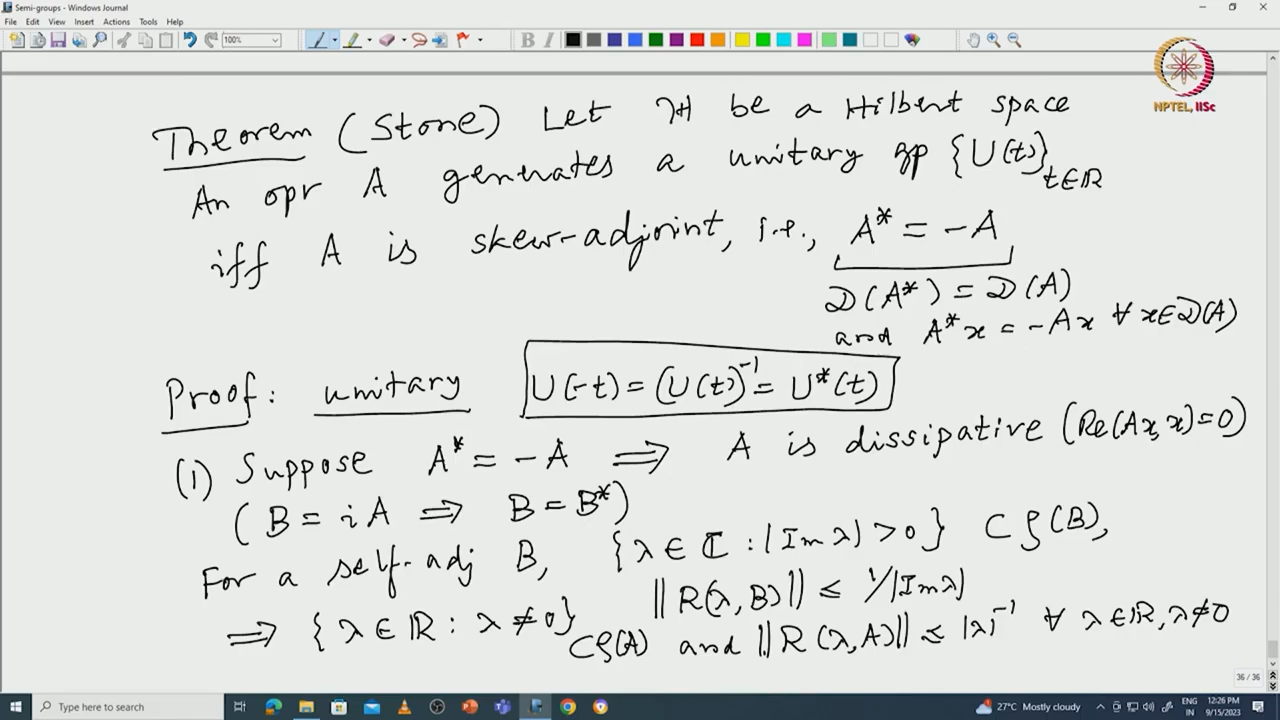 Semi-groups - Windows Journal
File Edit View Insert Actions Tools Help
100%
B I
NPTEL, IISc
Theorem (Stone) Let ℋ be a Hilbert space
An opr A generates a unitary gp {U(t)}_{t∈ℝ}
iff A is skew-adjoint, i.e., A* = -A
𝒟(A*) = 𝒟(A)
and A*x = -Ax ∀ x∈𝒟(A)
Proof: unitary U(-t) = (U(t))^{-1} = U*(t)
(1) Suppose A* = -A ⟹ A is dissipative (Re(Ax,x)=0)
(B = iA ⟹ B = B*)
For a self-adj B, {λ ∈ ℂ : |Im λ| > 0} ⊂ ρ(B),
‖R(λ,B)‖ ≤ 1/|Im λ|
⟹ {λ ∈ ℝ : λ ≠ 0} ⊂ ρ(A) and ‖R(λ,A)‖ ≤ |λ|^{-1} ∀ λ∈ℝ, λ≠0
36 / 36
Type here to search
27°C Mostly cloudy
ENG
IN
12:26 PM
9/15/2023